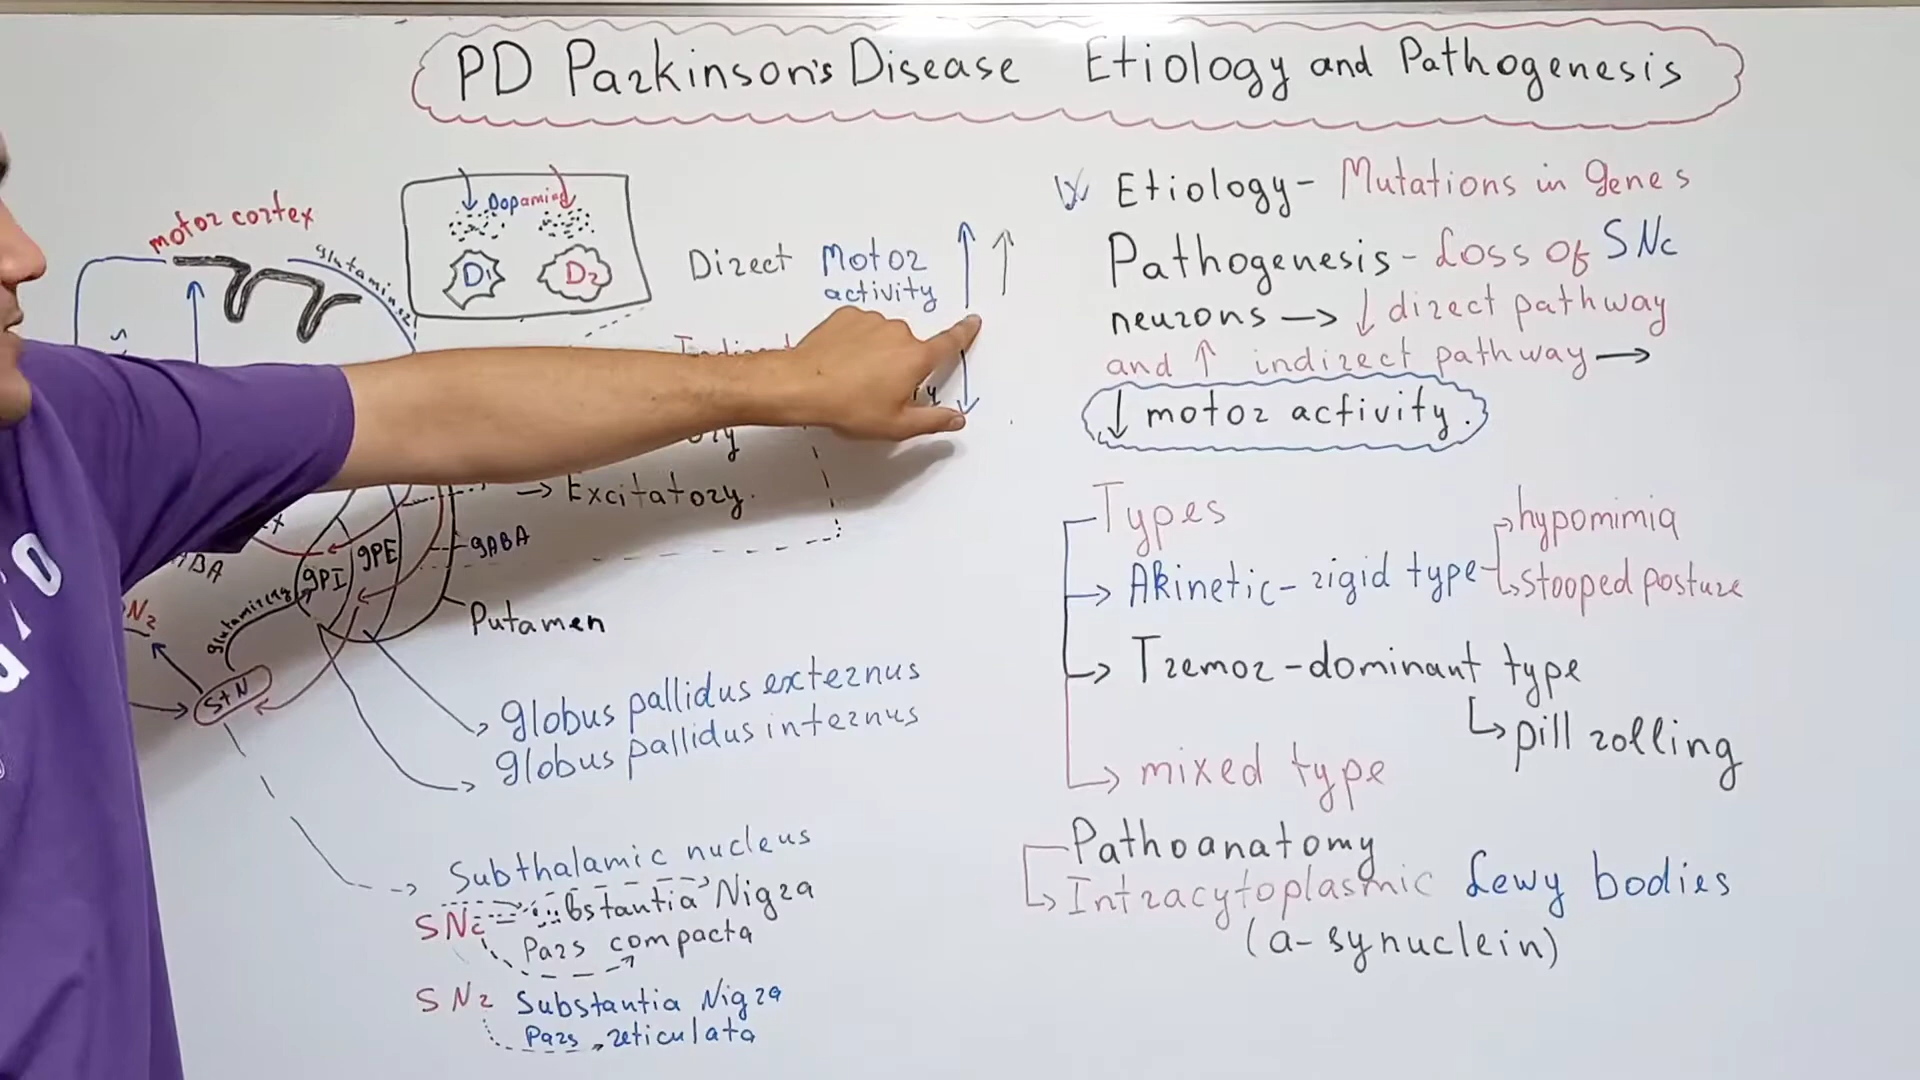 PD Parkinson's Disease Etiology and Pathogenesis
motor cortex
Dopamine
D1
D2
Direct Motor
activity
Excitatory.
GABA
gPE
gPI
Putamen
StN
Globus pallidus externus
Globus pallidus internus
Subthalamic nucleus
SNc Substantia Nigra
Pars compacta
SNr Substantia Nigra
Pars reticulata
Etiology- Mutations in genes
Pathogenesis - Loss of SNc
neurons → ↓ direct pathway
and ↑ indirect pathway →
↓ motor activity.
Types
hypomimia
Akinetic- rigid type
stooped posture
Tremor-dominant type
pill rolling
mixed type
Pathoanatomy
Intracytoplasmic Lewy bodies
(a- synuclein)